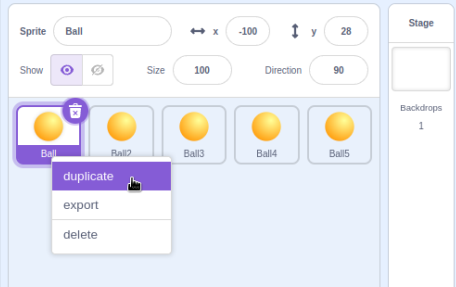 Sprite Ball x -100 y 28
Show Size 100 Direction 90
Ball Ball2 Ball3 Ball4 Ball5
duplicate
export
delete
Stage
Backdrops
1